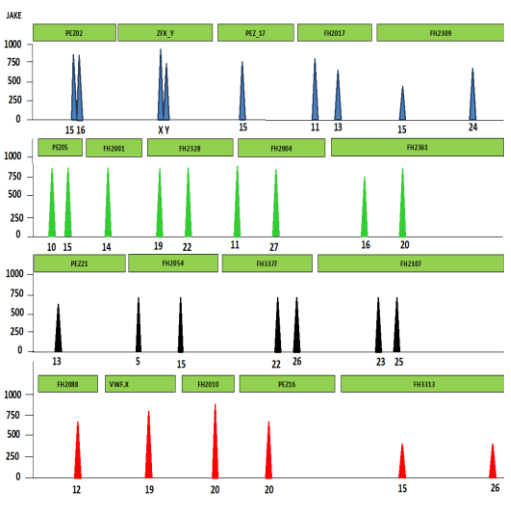 JAKE
PEZ02 ZFX_Y PEZ_17 FH2017 FH2309
1000
750
500
250
0
15 16 X Y 15 11 13 15 24
PEZ05 FH2001 FH2328 FH2004 FH2361
1000
750
500
250
0
10 15 14 19 22 11 27 16 20
PEZ21 FH2054 FH3377 FH2107
1000
750
500
250
0
13 5 15 22 26 23 25
FH2088 VWF.X FH2010 PEZ16 FH3313
1000
750
500
250
0
12 19 20 20 15 26